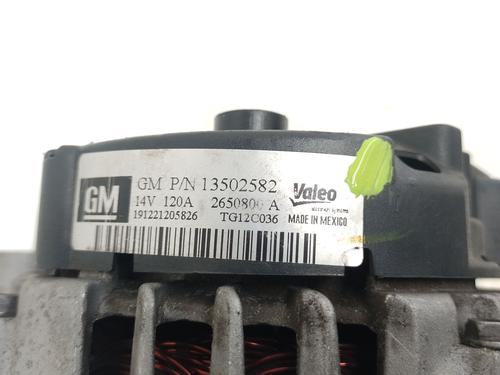 GM
GM P/N 13502582
14V 120A 2650800 A
191221205826 TG12C036
Valeo
MADE IN MEXICO